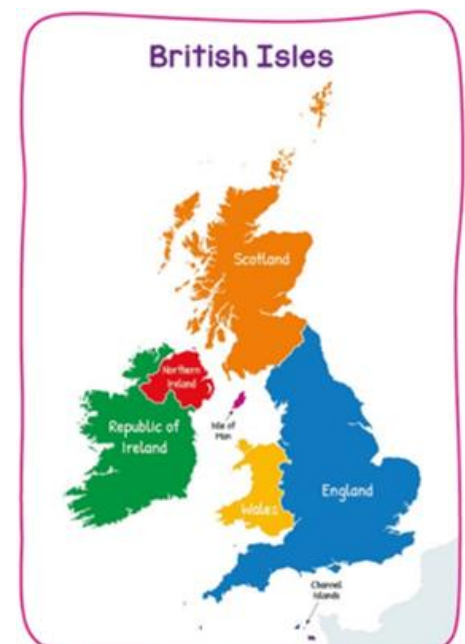 British Isles
Scotland
Northern
Ireland
Republic of
Ireland
Isle of
Man
Wales
England
Channel
Islands